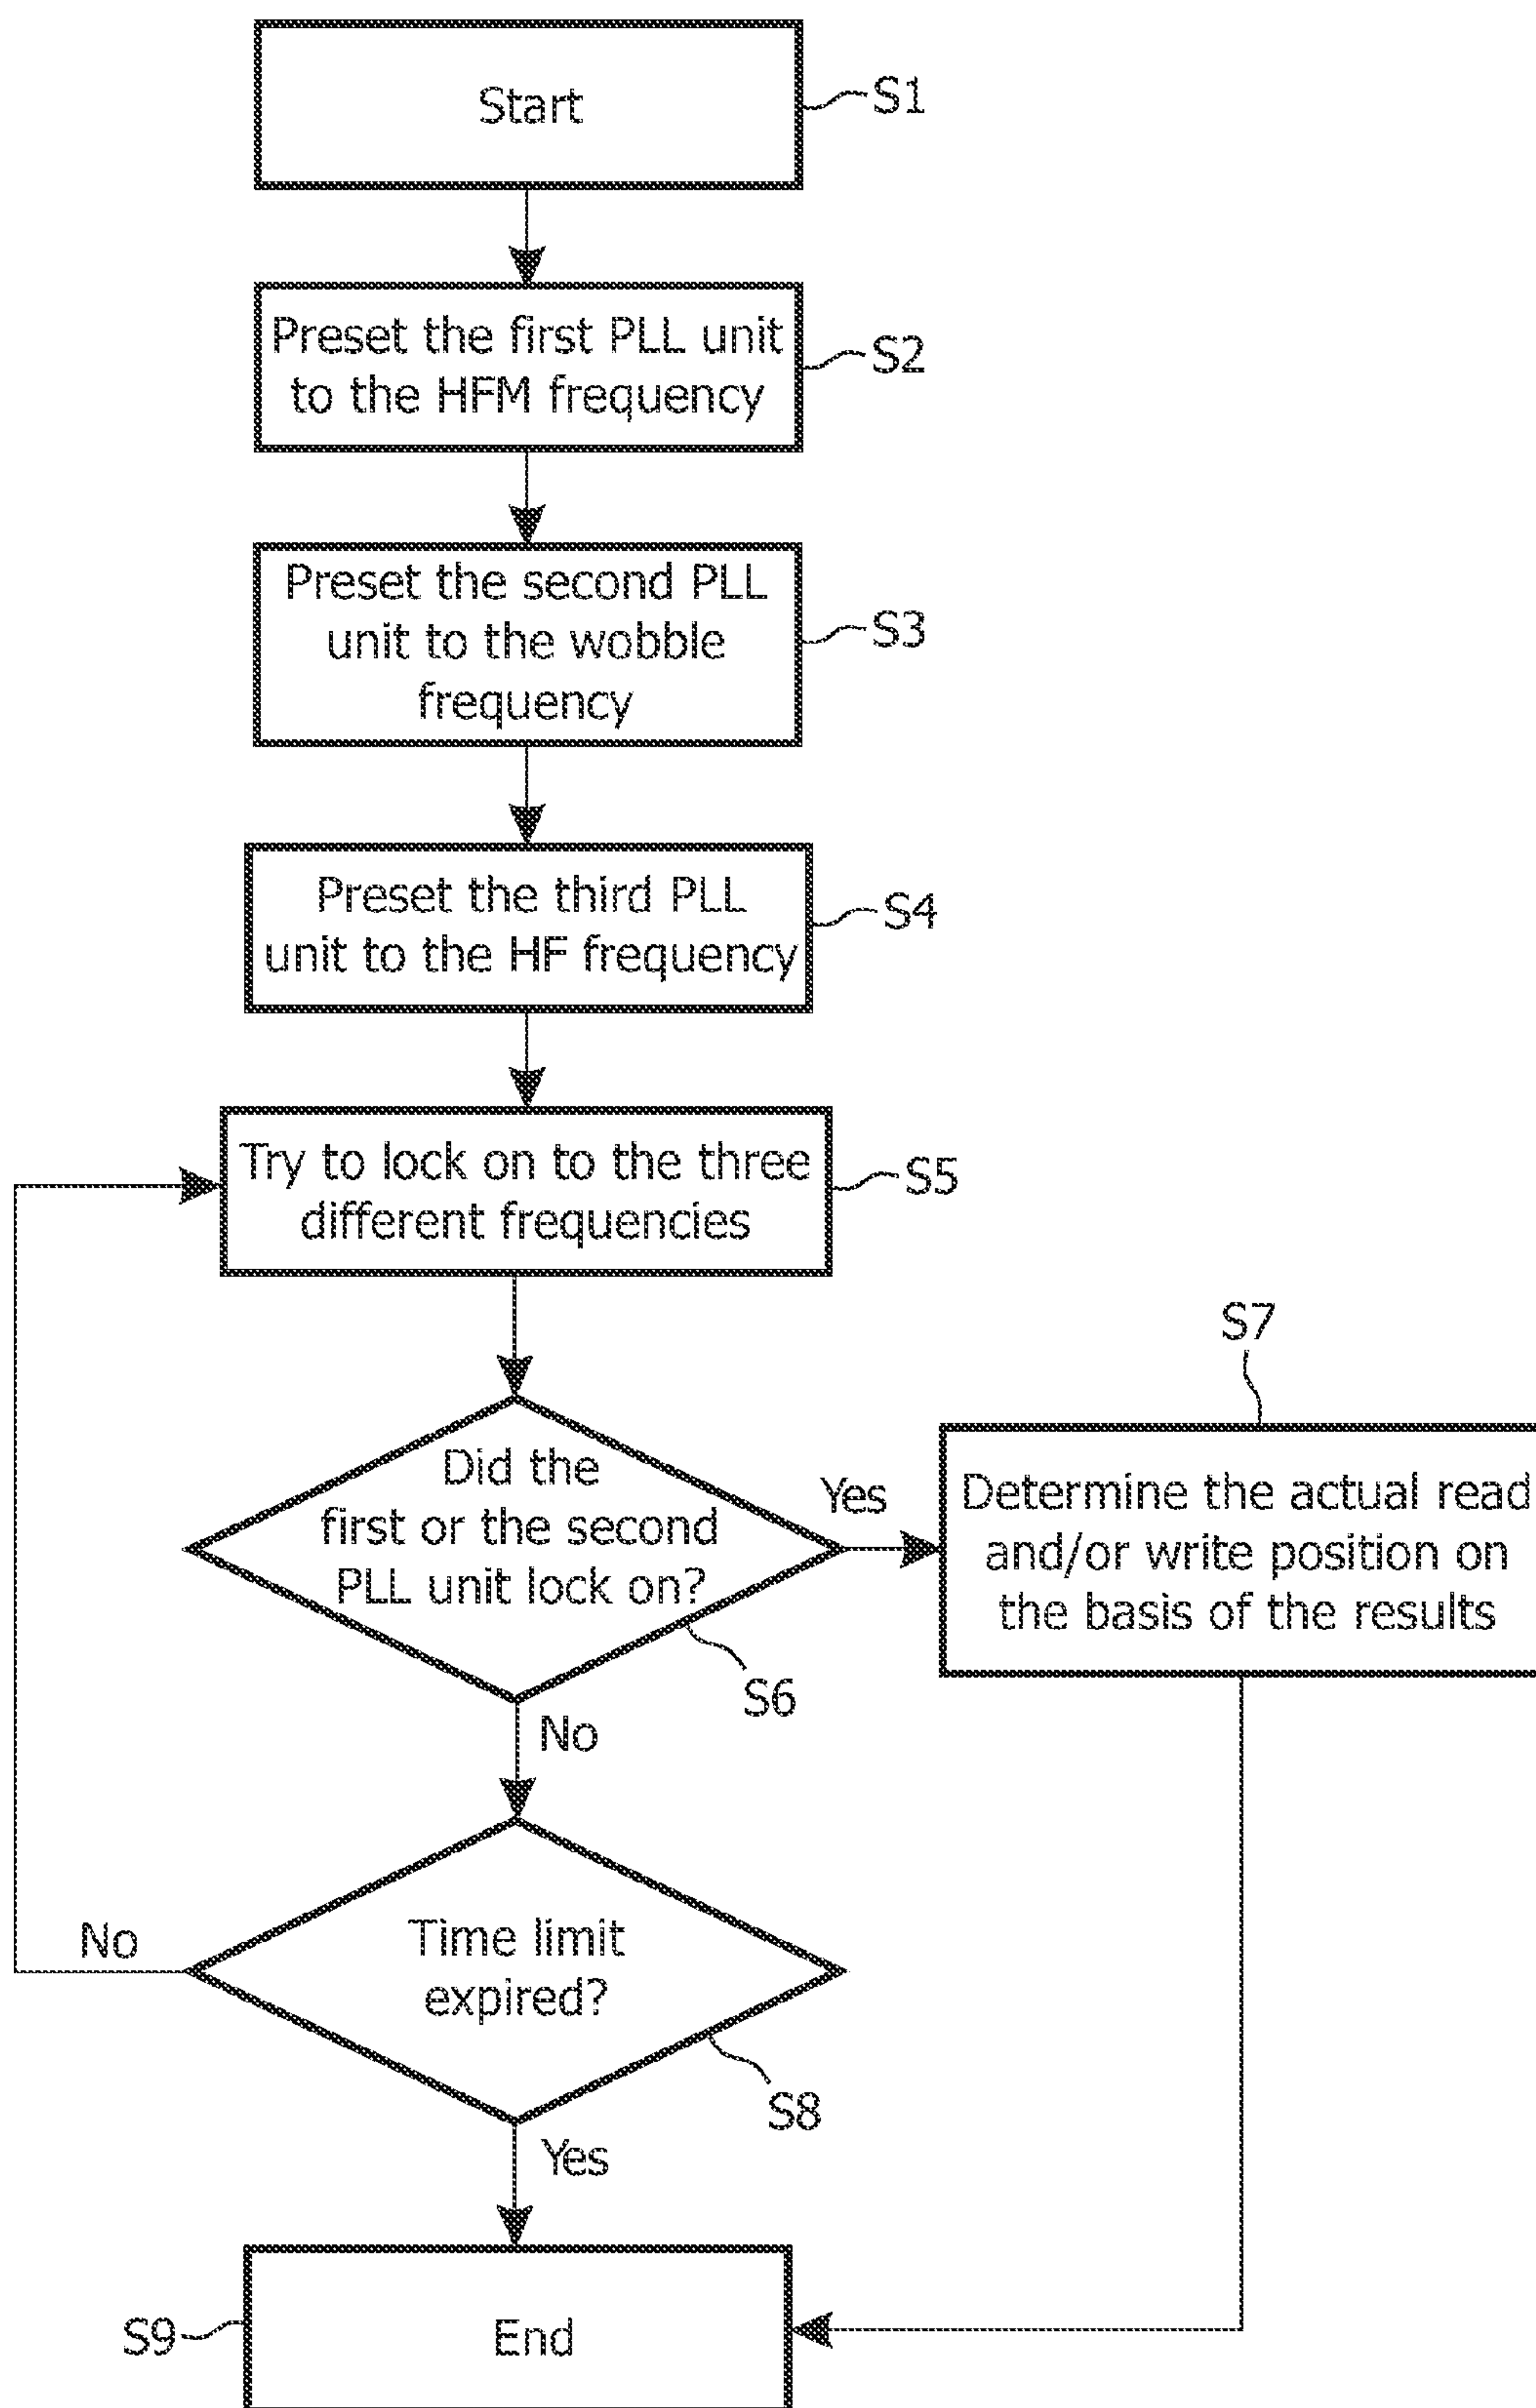 Start
S1
Preset the first PLL unit
to the HFM frequency
S2
Preset the second PLL
unit to the wobble
frequency
S3
Preset the third PLL
unit to the HF frequency
S4
Try to lock on to the three
different frequencies
S5
Did the
first or the second
PLL unit lock on?
S6
Yes
S7
Determine the actual read
and/or write position on
the basis of the results
No
Time limit
expired?
S8
No
Yes
End
S9